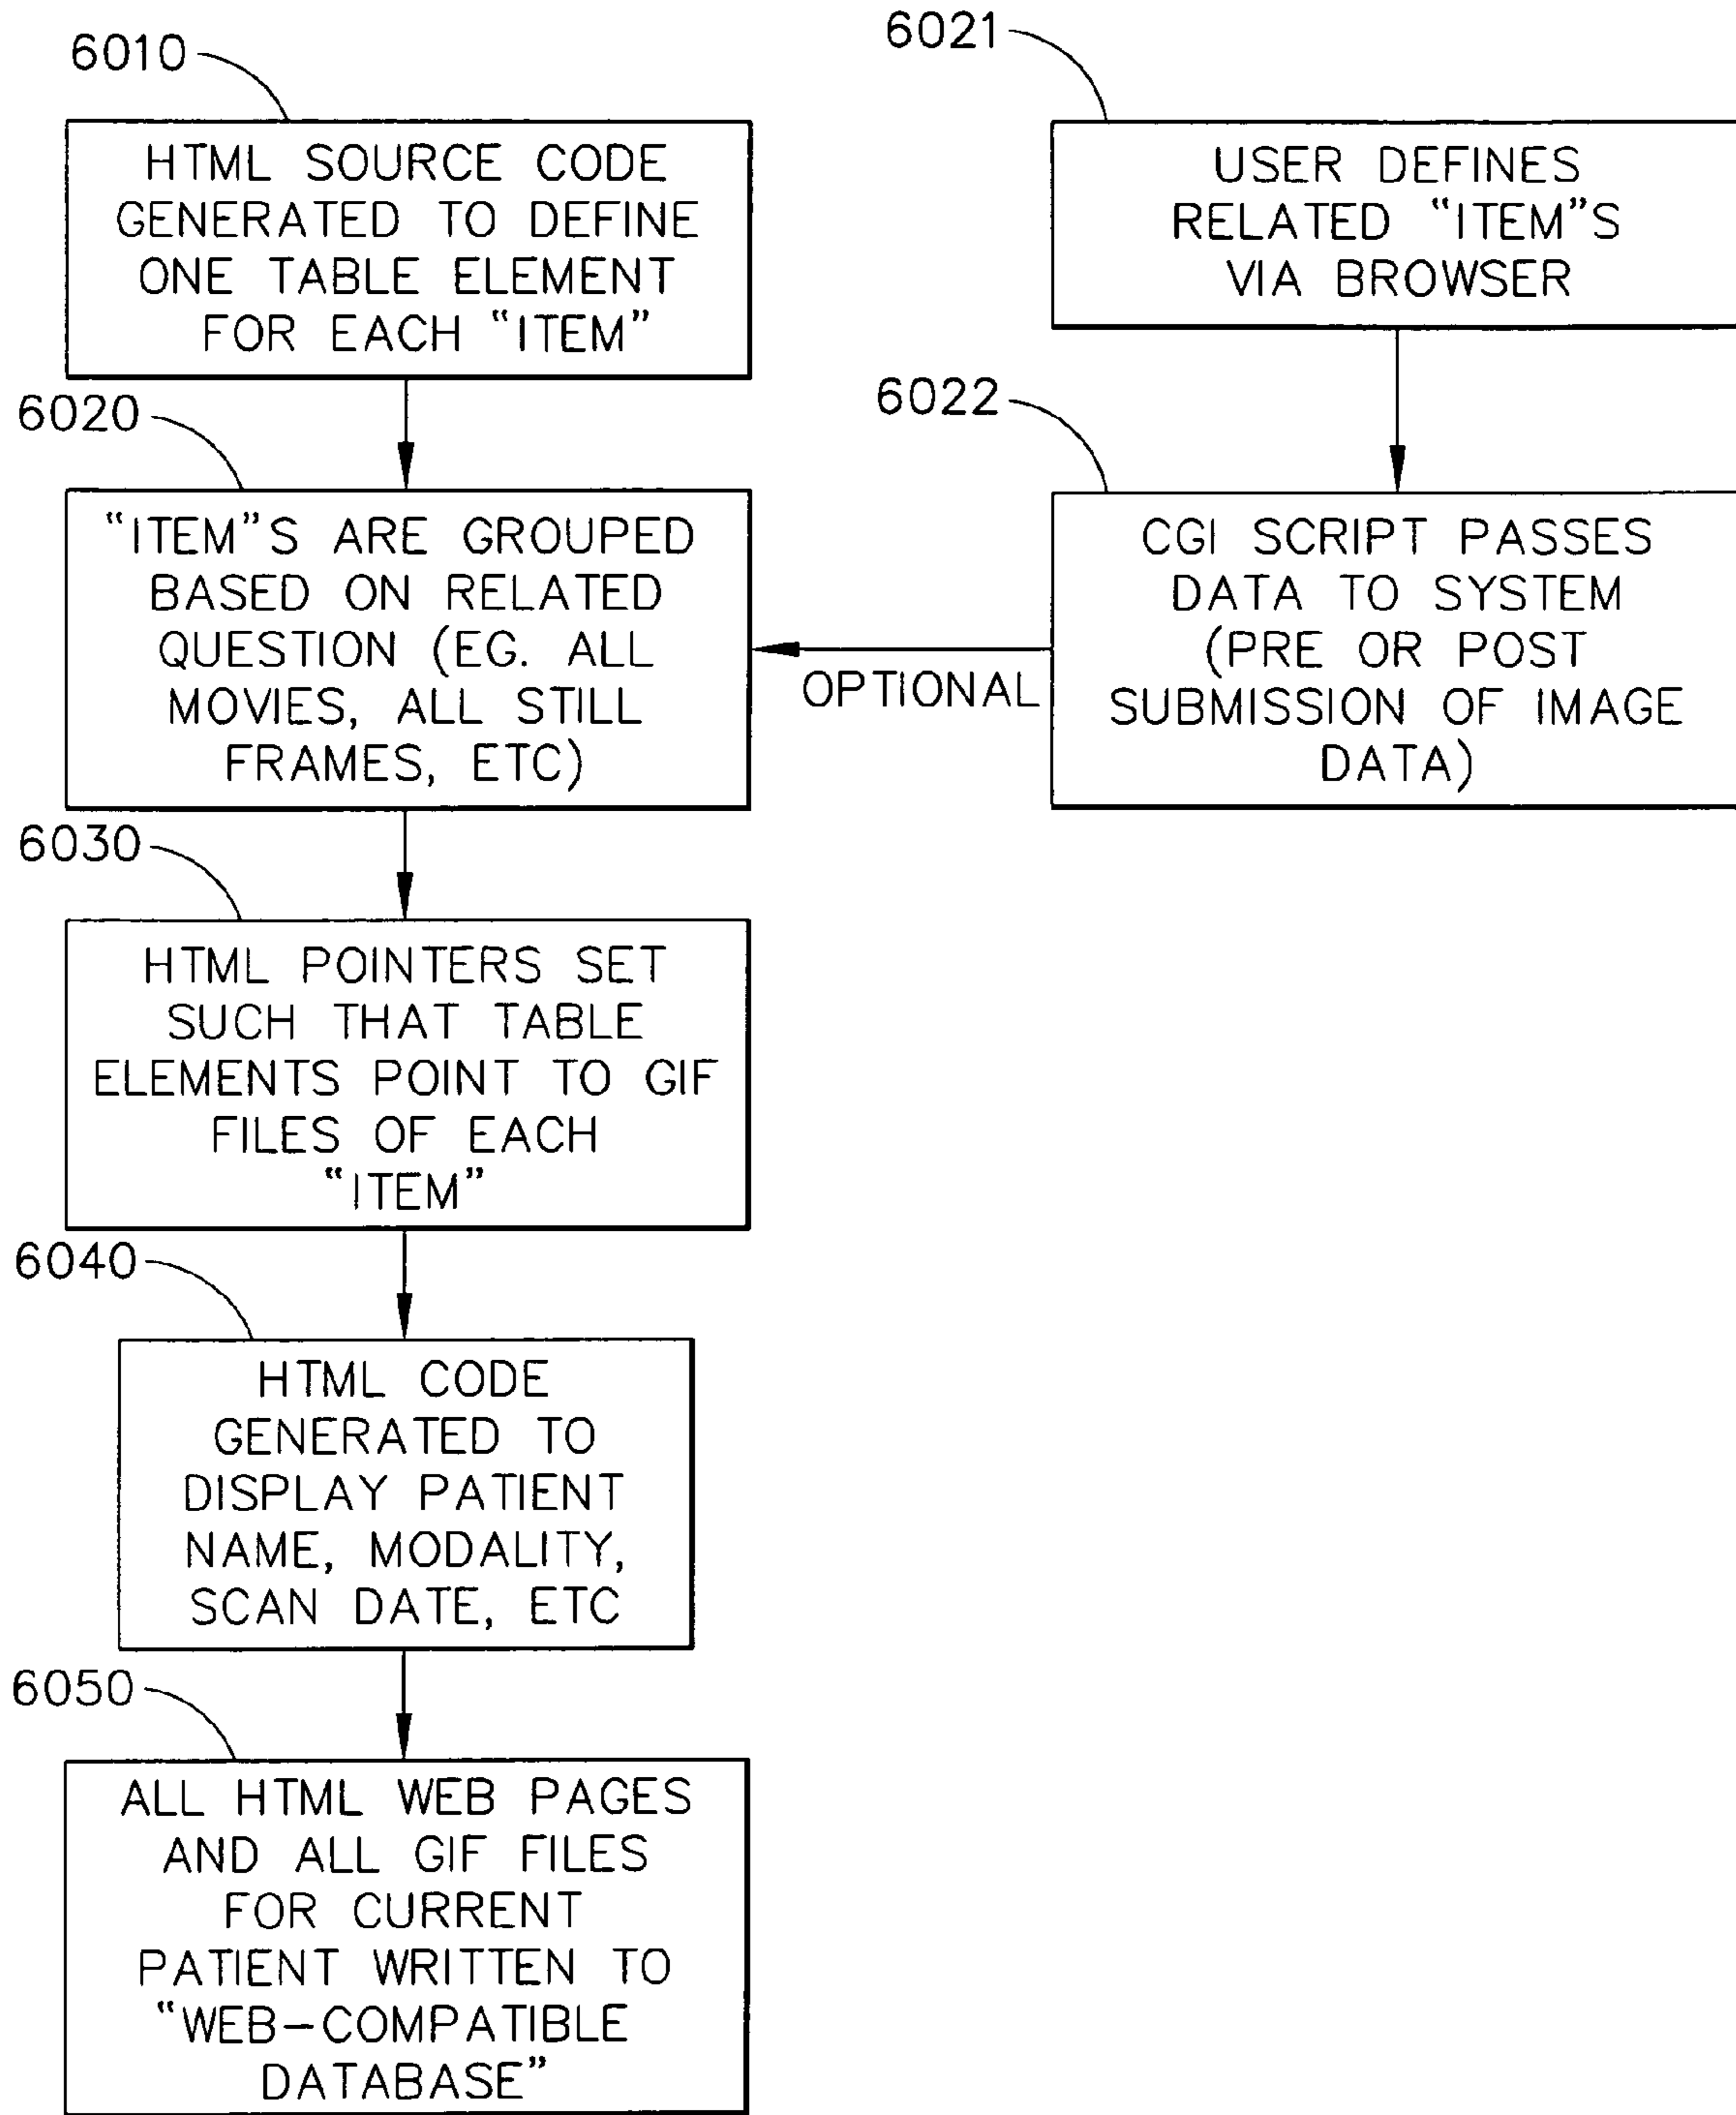 6010
HTML SOURCE CODE
GENERATED TO DEFINE
ONE TABLE ELEMENT
FOR EACH “ITEM”
6020
“ITEM”S ARE GROUPED
BASED ON RELATED
QUESTION (EG. ALL
MOVIES, ALL STILL
FRAMES, ETC)
6021
USER DEFINES
RELATED “ITEM”S
VIA BROWSER
6022
CGI SCRIPT PASSES
DATA TO SYSTEM
(PRE OR POST
SUBMISSION OF IMAGE
DATA)
OPTIONAL
6030
HTML POINTERS SET
SUCH THAT TABLE
ELEMENTS POINT TO GIF
FILES OF EACH
“ITEM”
6040
HTML CODE
GENERATED TO
DISPLAY PATIENT
NAME, MODALITY,
SCAN DATE, ETC
6050
ALL HTML WEB PAGES
AND ALL GIF FILES
FOR CURRENT
PATIENT WRITTEN TO
“WEB-COMPATIBLE
DATABASE”